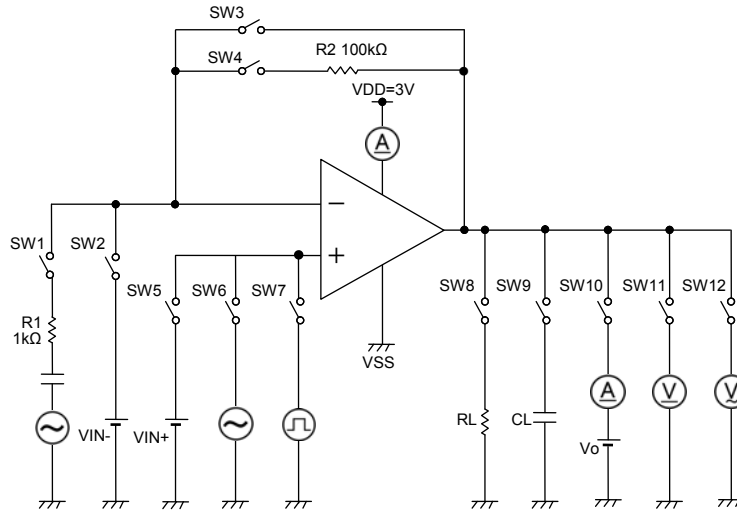 SW3
SW4
R2 100kΩ
VDD=3V
A
−
+
SW1
SW2
SW5
SW6
SW7
SW8
SW9
SW10
SW11
SW12
R1
1kΩ
VSS
A
V
V
VIN-
VIN+
RL
CL
Vo